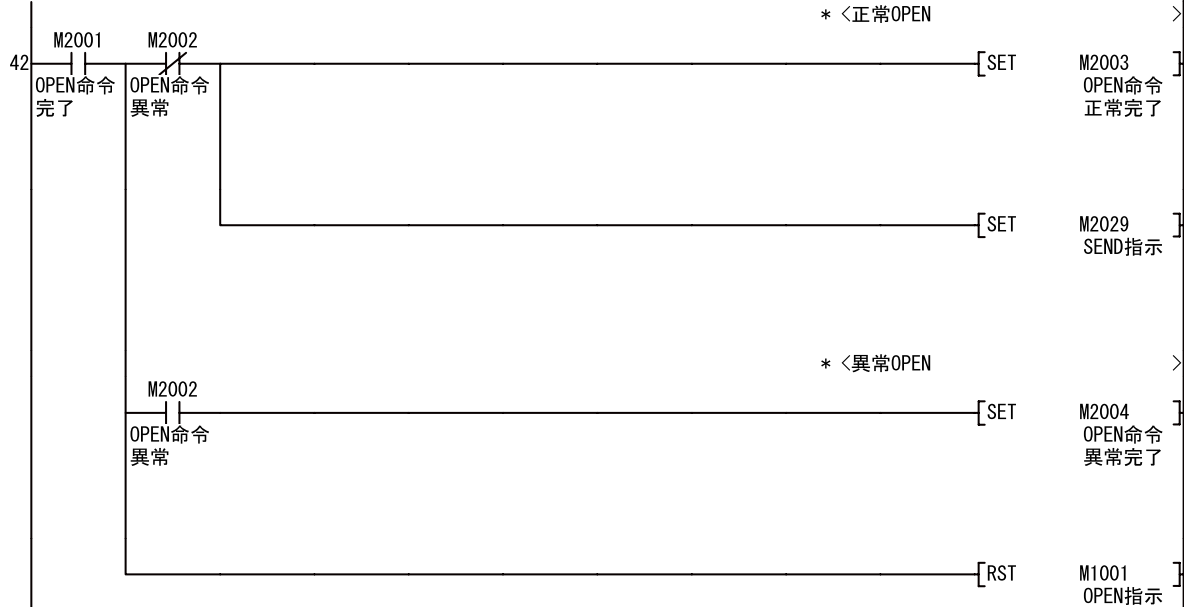 * <正常OPEN >
M2001 M2002
42 [SET M2003 ]
OPEN命令 OPEN命令 OPEN命令
完了 異常 正常完了
[SET M2029 ]
SEND指示
* <異常OPEN >
M2002
[SET M2004 ]
OPEN命令 OPEN命令
異常 異常完了
[RST M1001 ]
OPEN指示